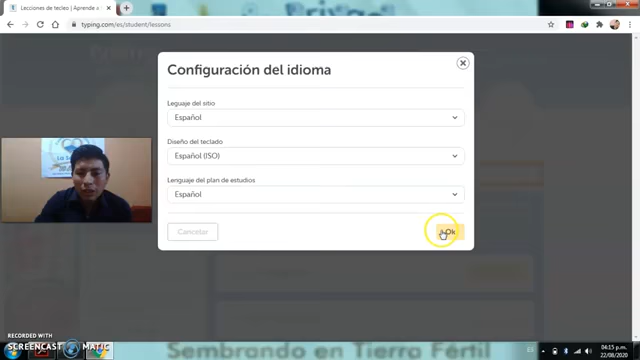 Lecciones de tecleo | Aprende a
typing.com/es/student/lessons
Configuración del idioma
Leguaje del sitio
Español
Diseño del teclado
Español (ISO)
Lenguaje del plan de estudios
Español
Cancelar
Ok
RECORDED WITH
SCREENCAST MATIC
ES
04:15 p.m.
22/08/2020
Sembrando en Tierra Fértil